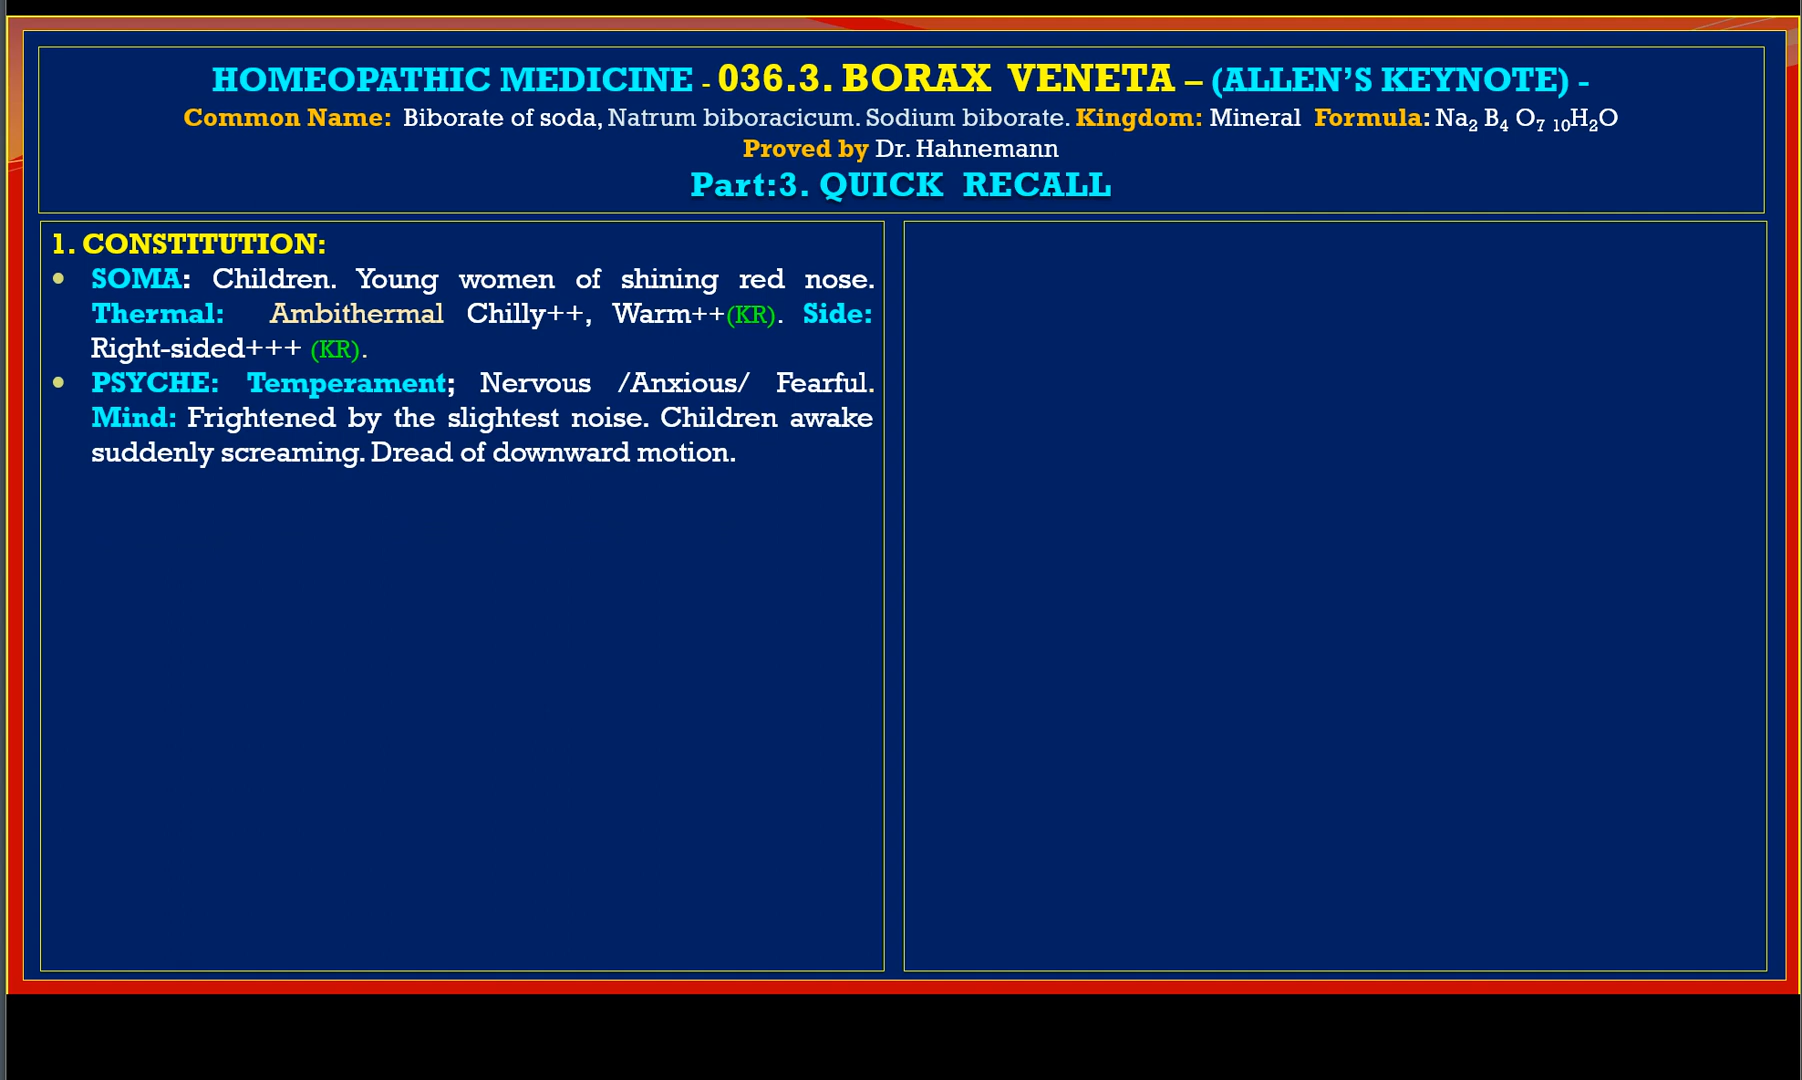 HOMEOPATHIC MEDICINE - 036.3. BORAX VENETA – (ALLEN’S KEYNOTE) -
Common Name: Biborate of soda, Natrum biboracicum. Sodium biborate. Kingdom: Mineral Formula: Na₂ B₄ O₇ ₁₀H₂O
Proved by Dr. Hahnemann
Part:3. QUICK RECALL
1. CONSTITUTION:
• SOMA: Children. Young women of shining red nose.
Thermal: Ambithermal Chilly++, Warm++(KR). Side:
Right-sided+++ (KR).
• PSYCHE: Temperament; Nervous /Anxious/ Fearful.
Mind: Frightened by the slightest noise. Children awake
suddenly screaming. Dread of downward motion.